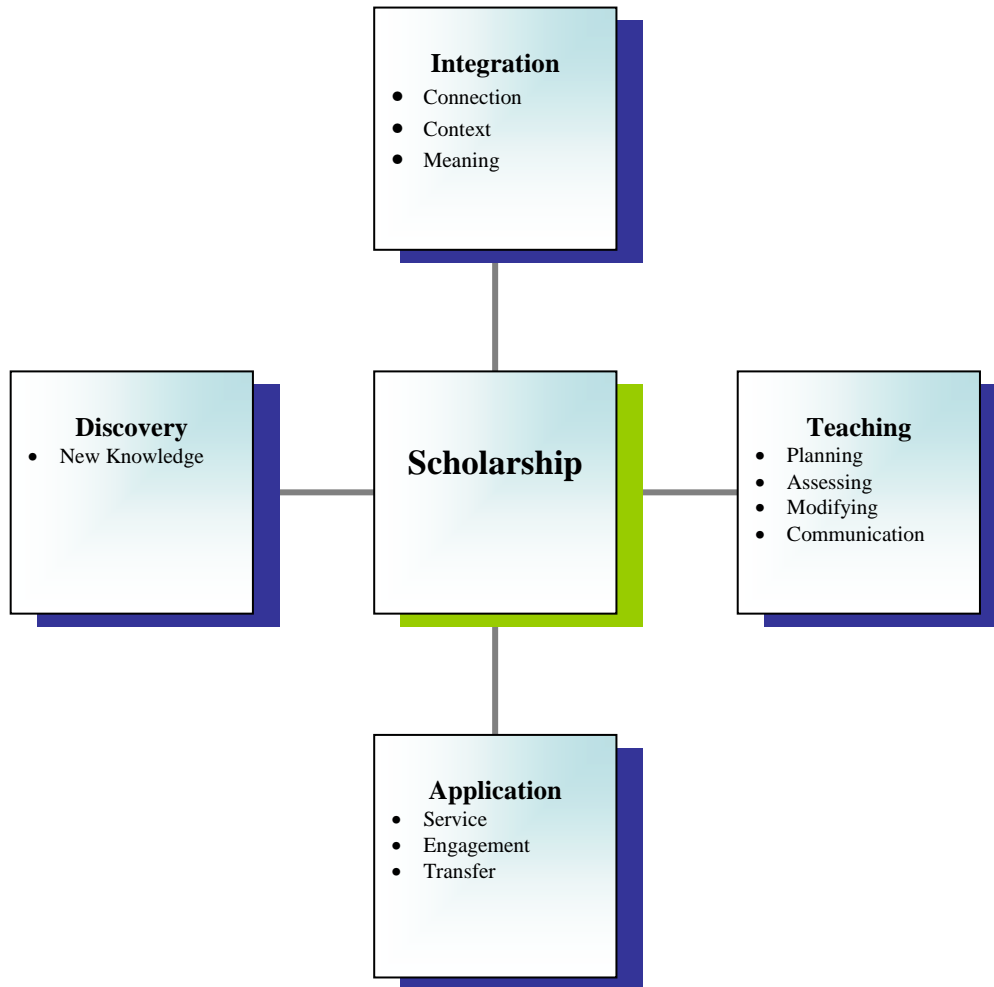 Integration
• Connection
• Context
• Meaning
Discovery
• New Knowledge
Scholarship
Teaching
• Planning
• Assessing
• Modifying
• Communication
Application
• Service
• Engagement
• Transfer